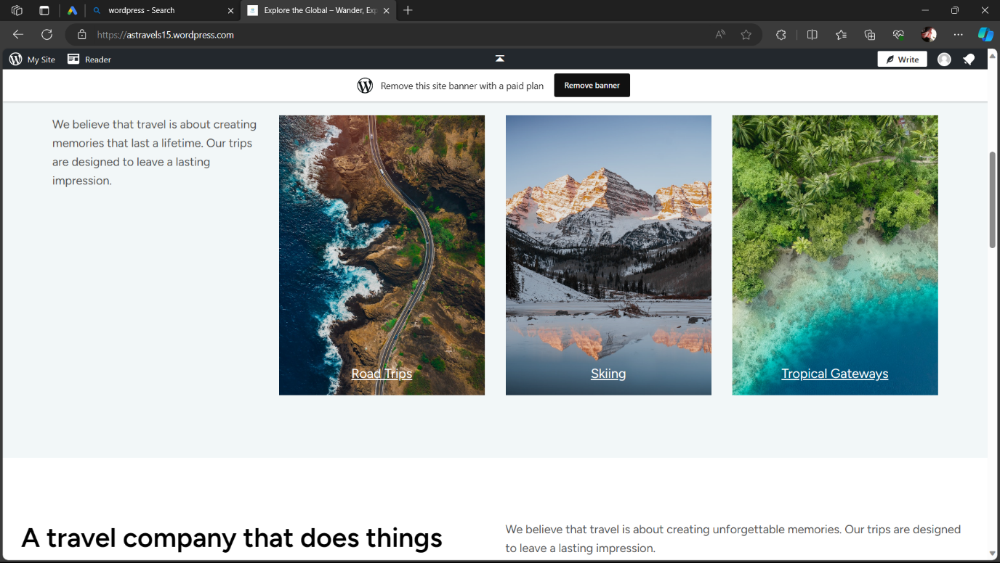 wordpress - Search
Explore the Global – Wander, Exp
https://astravels15.wordpress.com
My Site
Reader
Write
Remove this site banner with a paid plan
Remove banner
We believe that travel is about creating
memories that last a lifetime. Our trips
are designed to leave a lasting
impression.
Road Trips
Skiing
Tropical Gateways
A travel company that does things
We believe that travel is about creating unforgettable memories. Our trips are designed
to leave a lasting impression.